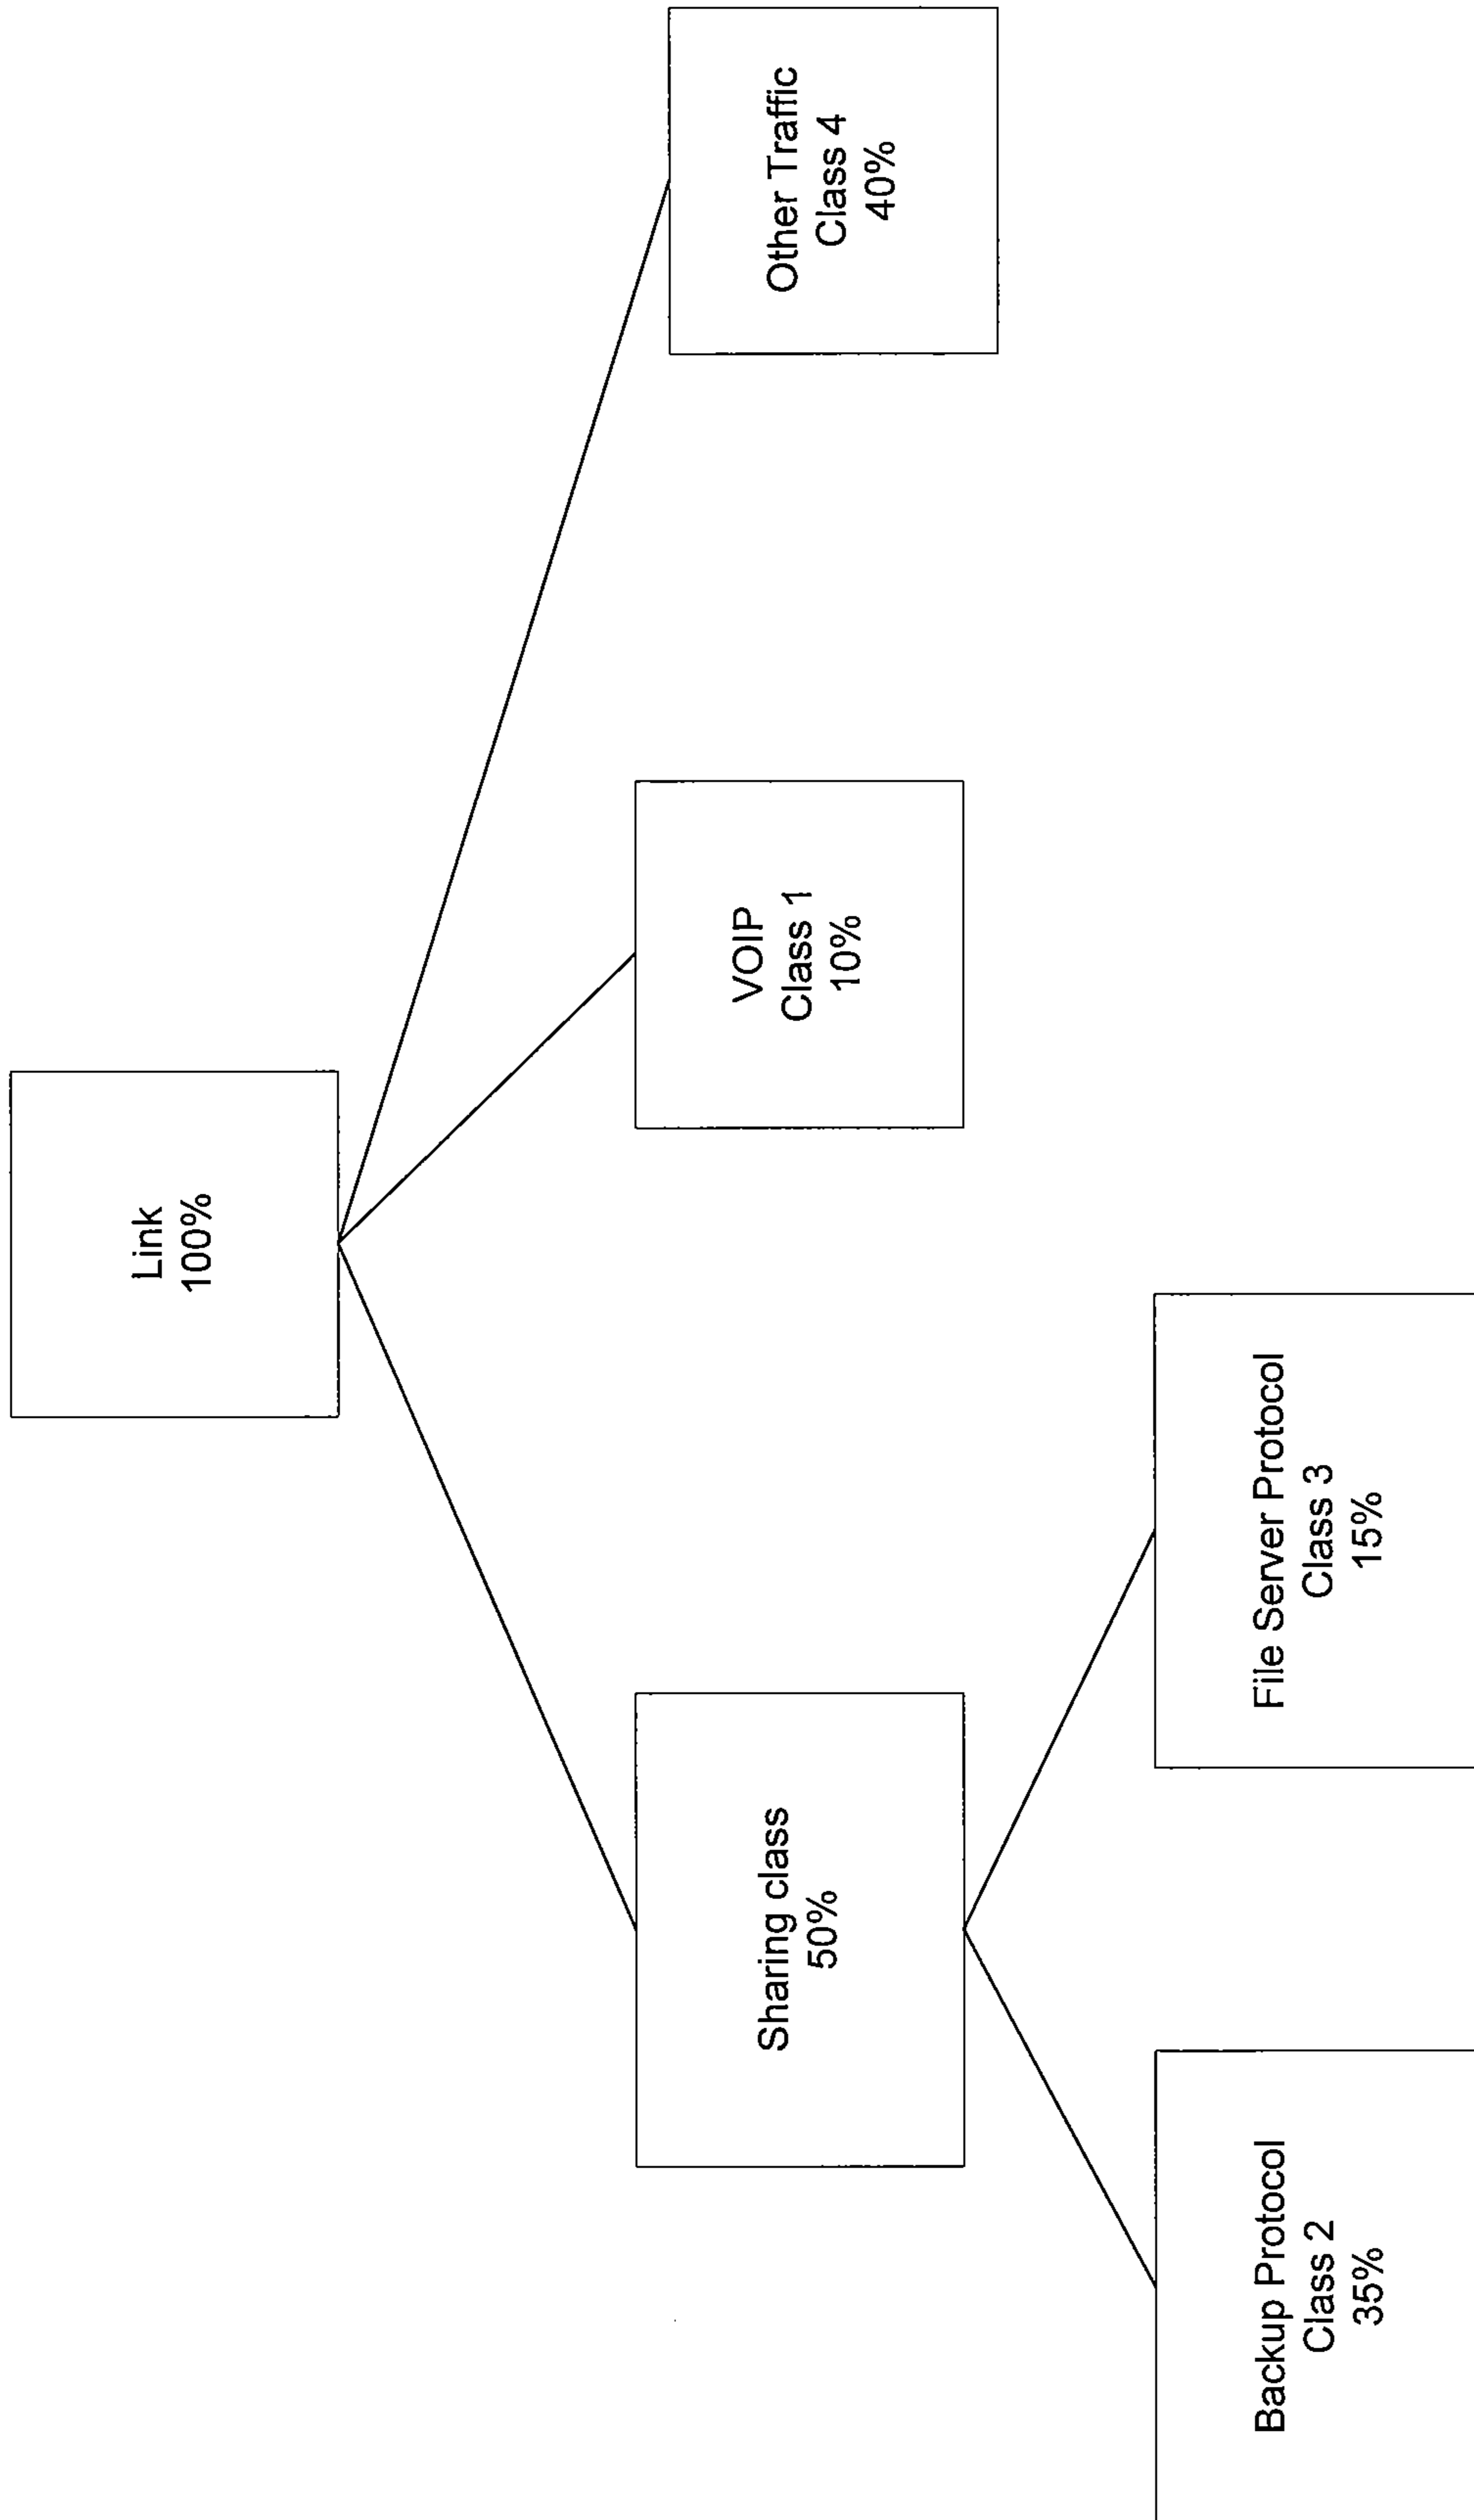 Link
100%
Sharing class
50%
VOIP
Class 1
10%
Other Traffic
Class 4
40%
Backup Protocol
Class 2
35%
File Server Protocol
Class 3
15%